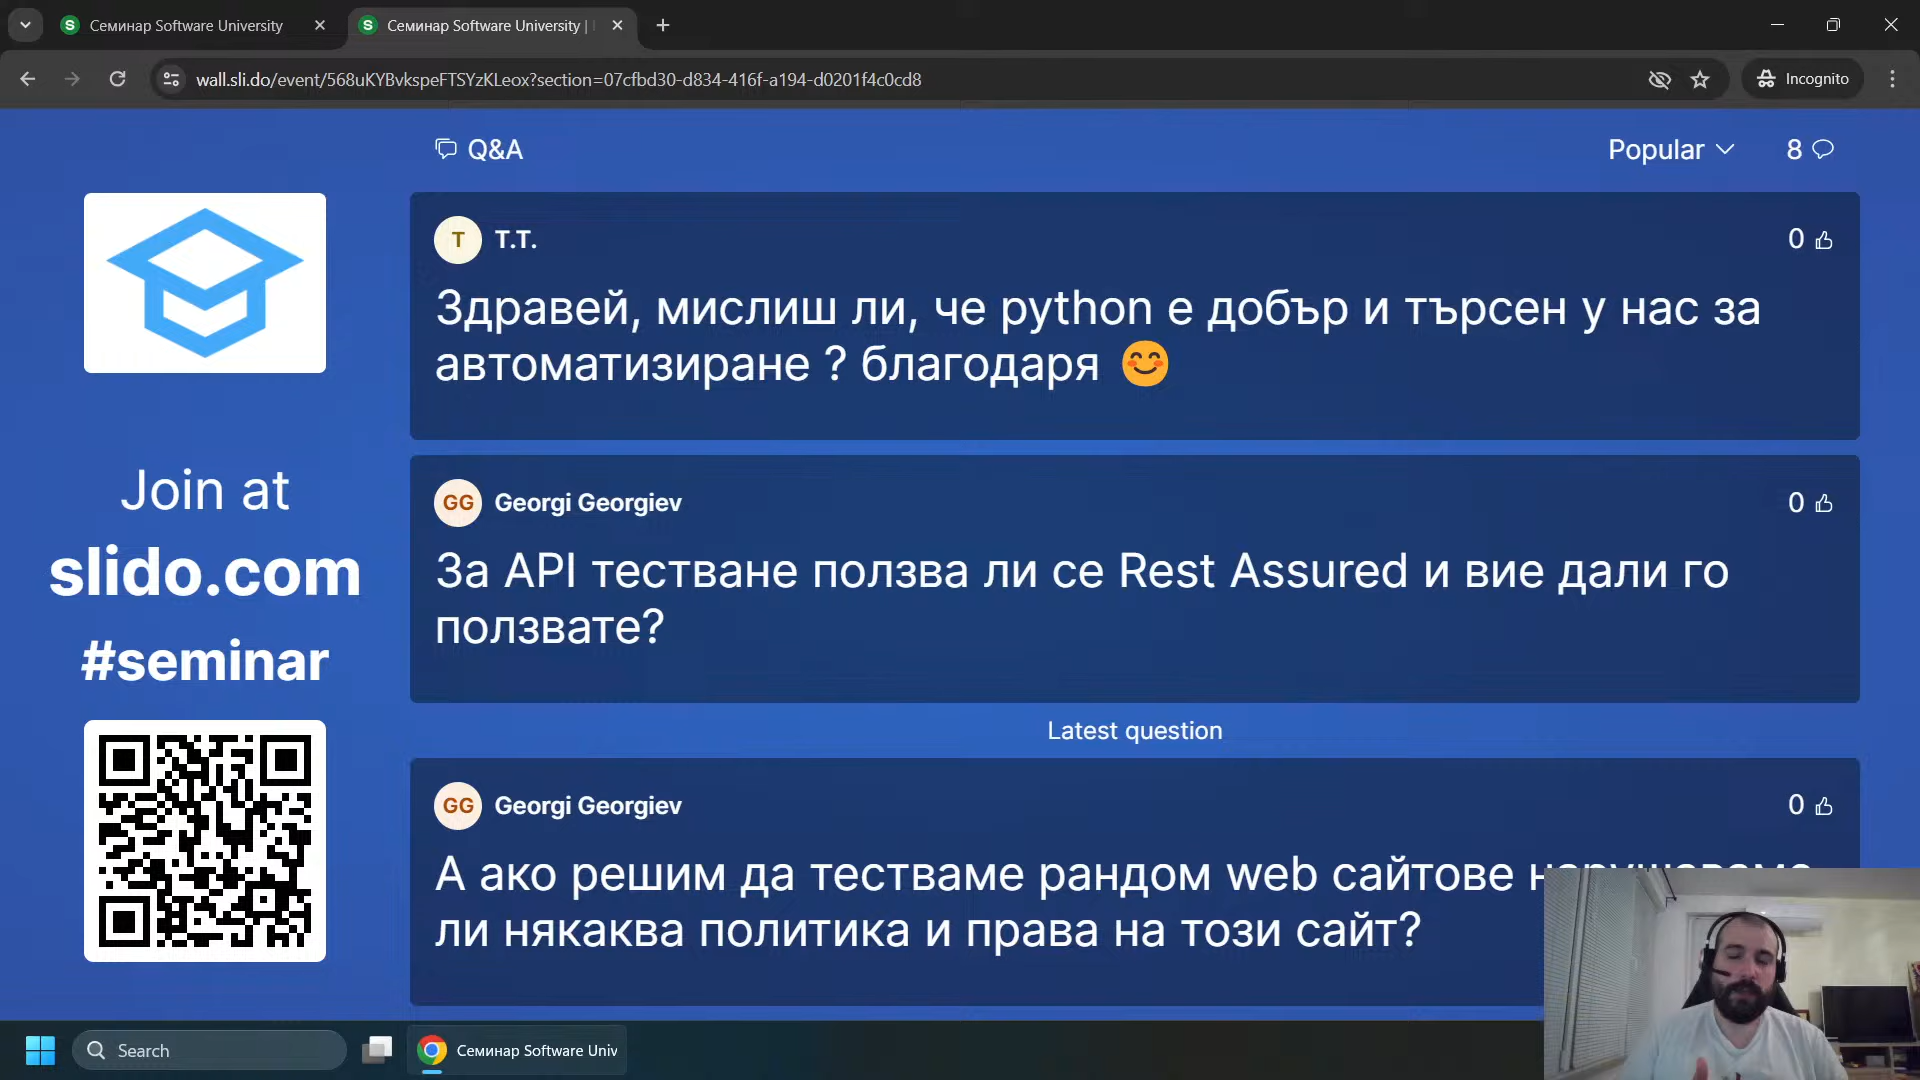 S Семинар Software University
S Семинар Software University |
wall.sli.do/event/568uKYBvkspeFTSYzKLeox?section=07cfbd30-d834-416f-a194-d0201f4c0cd8
Incognito
Q&A
Popular
8
Join at
slido.com
#seminar
T T.T.
0
Здравей, мислиш ли, че python е добър и търсен у нас за
автоматизиране ? благодаря 😊
GG Georgi Georgiev
0
За API тестване ползва ли се Rest Assured и вие дали го
ползвате?
Latest question
GG Georgi Georgiev
0
А ако решим да тестваме рандом web сайтове
ли някаква политика и права на този сайт?
Search
Семинар Software Univ